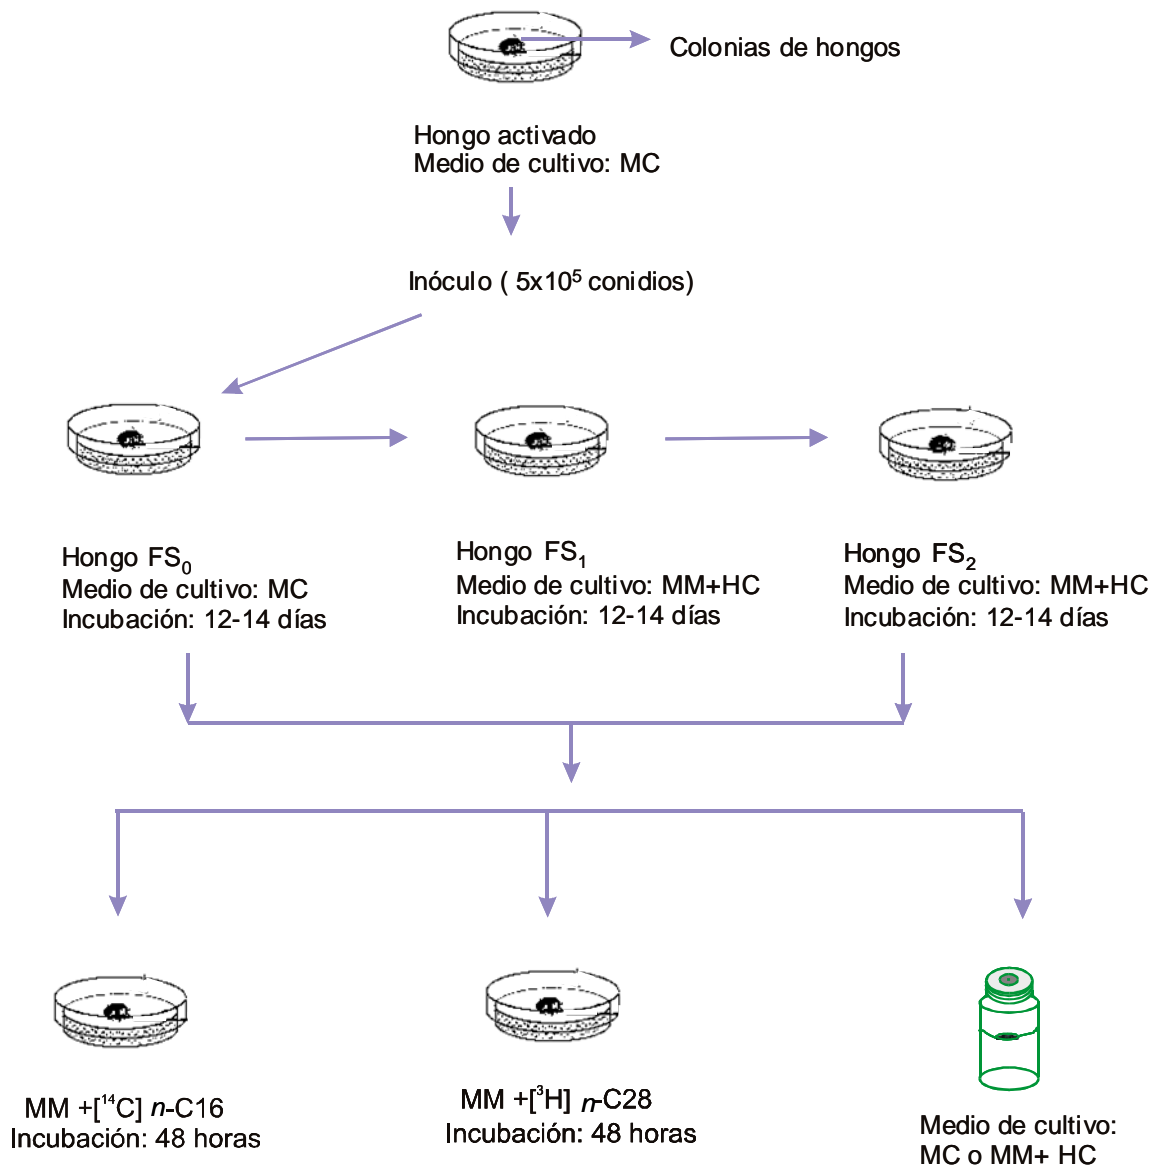 Colonias de hongos
Hongo activado
Medio de cultivo: MC
Inóculo ( 5x10⁵ conidios)
Hongo FS₀
Medio de cultivo: MC
Incubación: 12-14 días
Hongo FS₁
Medio de cultivo: MM+HC
Incubación: 12-14 días
Hongo FS₂
Medio de cultivo: MM+HC
Incubación: 12-14 días
MM +[¹⁴C] n-C16
Incubación: 48 horas
MM +[³H] n-C28
Incubación: 48 horas
Medio de cultivo:
MC o MM+ HC